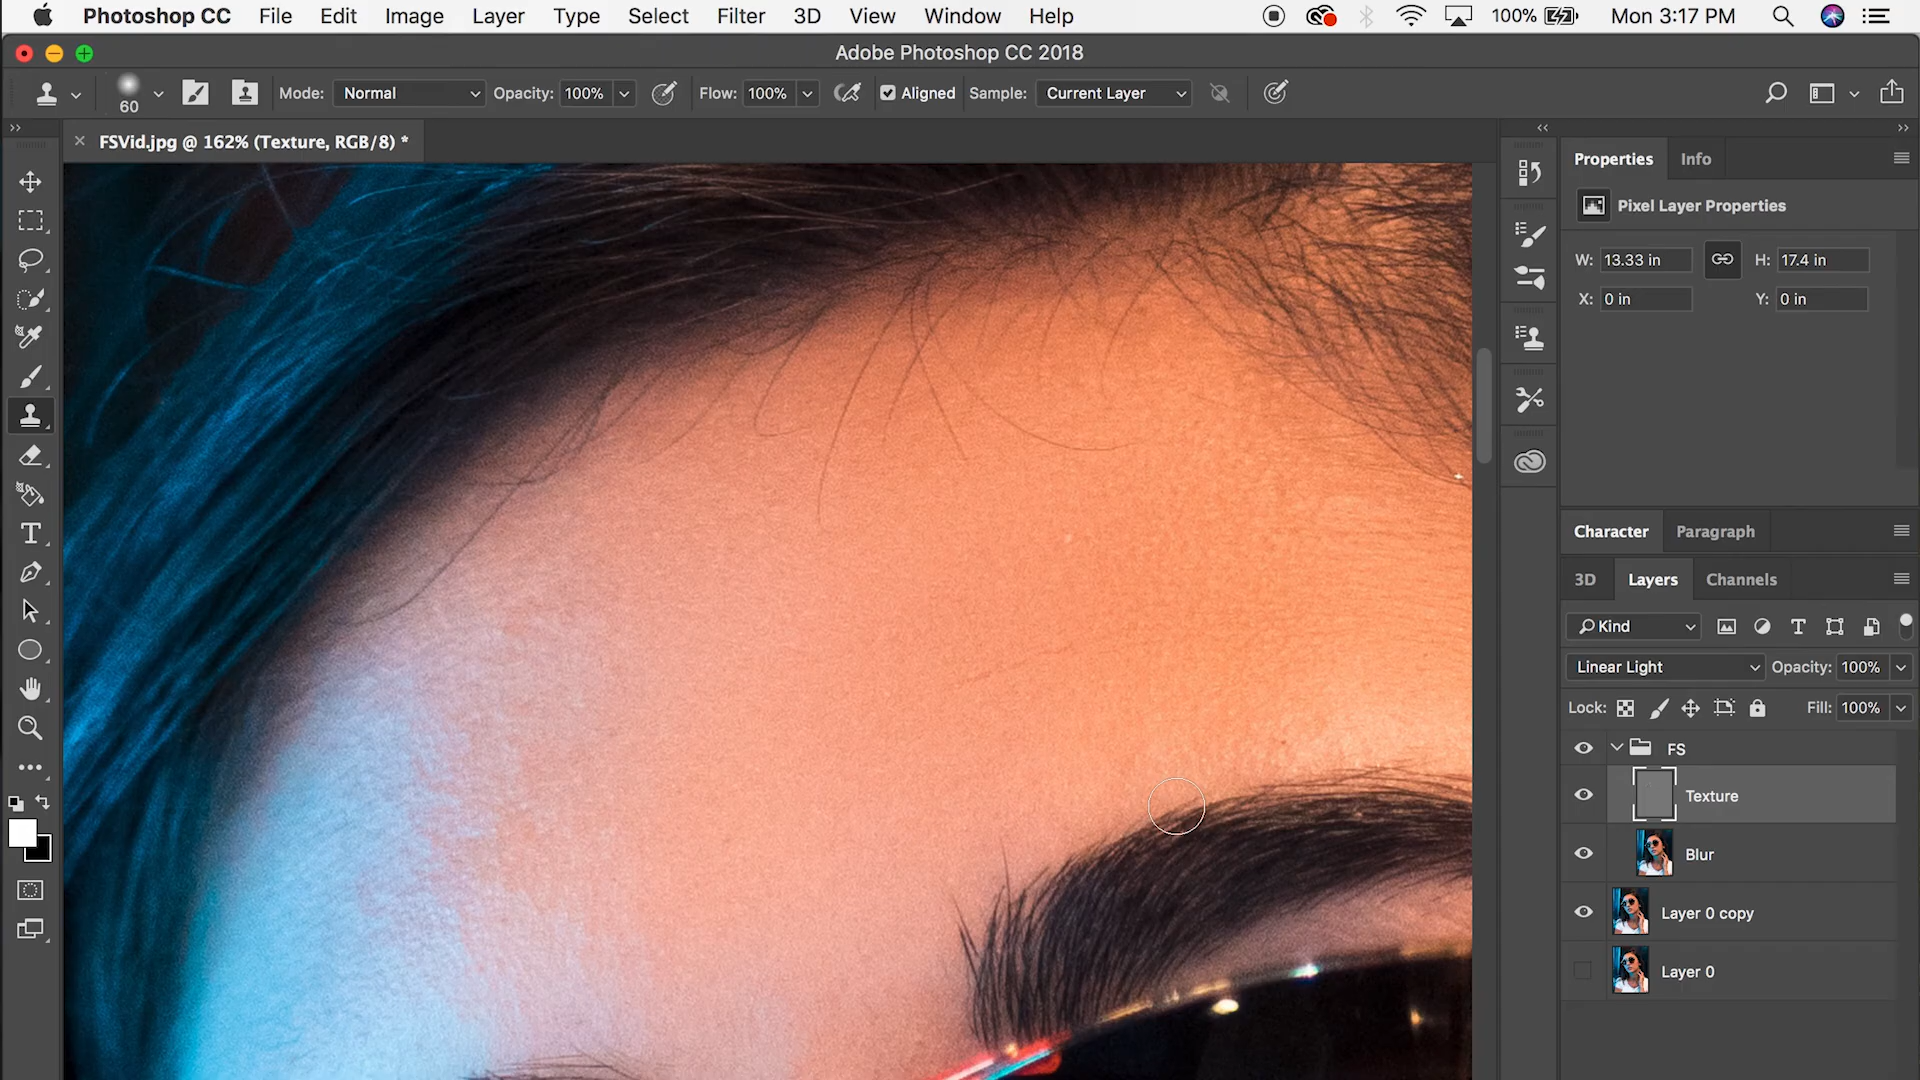 Photoshop CC File Edit Image Layer Type Select Filter 3D View Window Help 100% Mon 3:17 PM
Adobe Photoshop CC 2018
60 Mode: Normal Opacity: 100% Flow: 100% Aligned Sample: Current Layer
FSVid.jpg @ 162% (Texture, RGB/8) *
Properties Info
Pixel Layer Properties
W: 13.33 in H: 17.4 in
X: 0 in Y: 0 in
Character Paragraph
3D Layers Channels
Kind
Linear Light Opacity: 100%
Lock: Fill: 100%
FS
Texture
Blur
Layer 0 copy
Layer 0